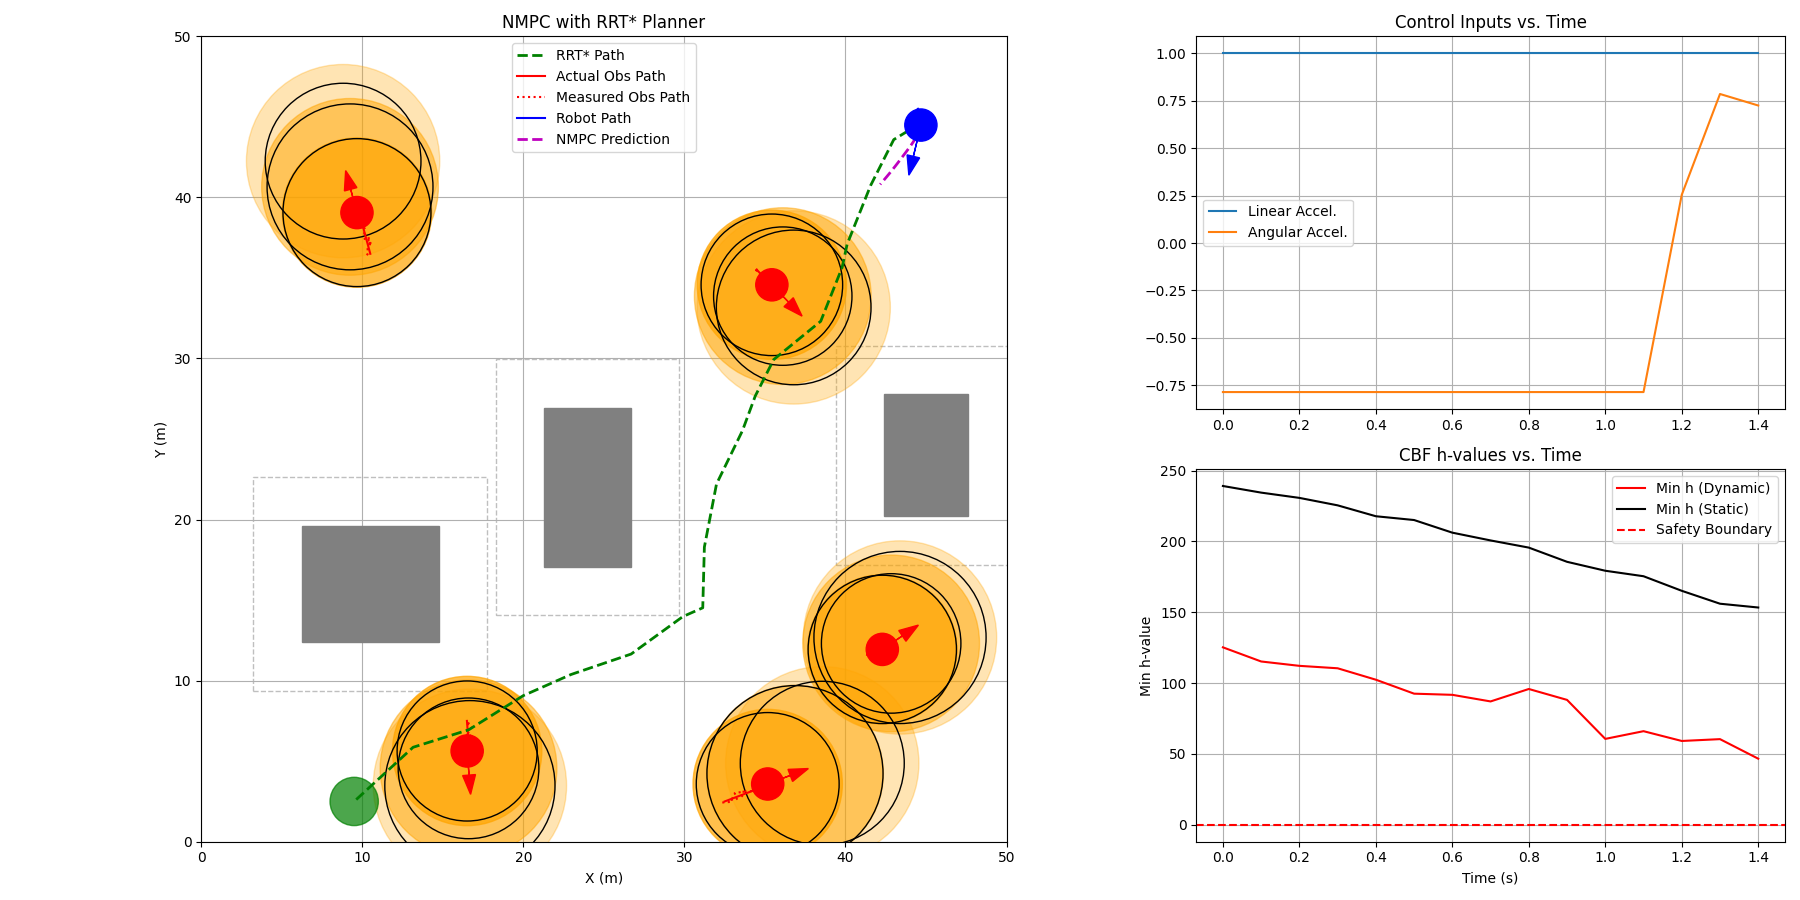 NMPC with RRT* Planner
50
40
30
20
10
0
Y (m)
0
10
20
30
40
50
X (m)
RRT* Path
Actual Obs Path
Measured Obs Path
Robot Path
NMPC Prediction
Control Inputs vs. Time
1.00
0.75
0.50
0.25
0.00
−0.25
−0.50
−0.75
Linear Accel.
Angular Accel.
0.0
0.2
0.4
0.6
0.8
1.0
1.2
1.4
CBF h-values vs. Time
250
200
150
100
50
0
Min h-value
Min h (Dynamic)
Min h (Static)
Safety Boundary
0.0
0.2
0.4
0.6
0.8
1.0
1.2
1.4
Time (s)